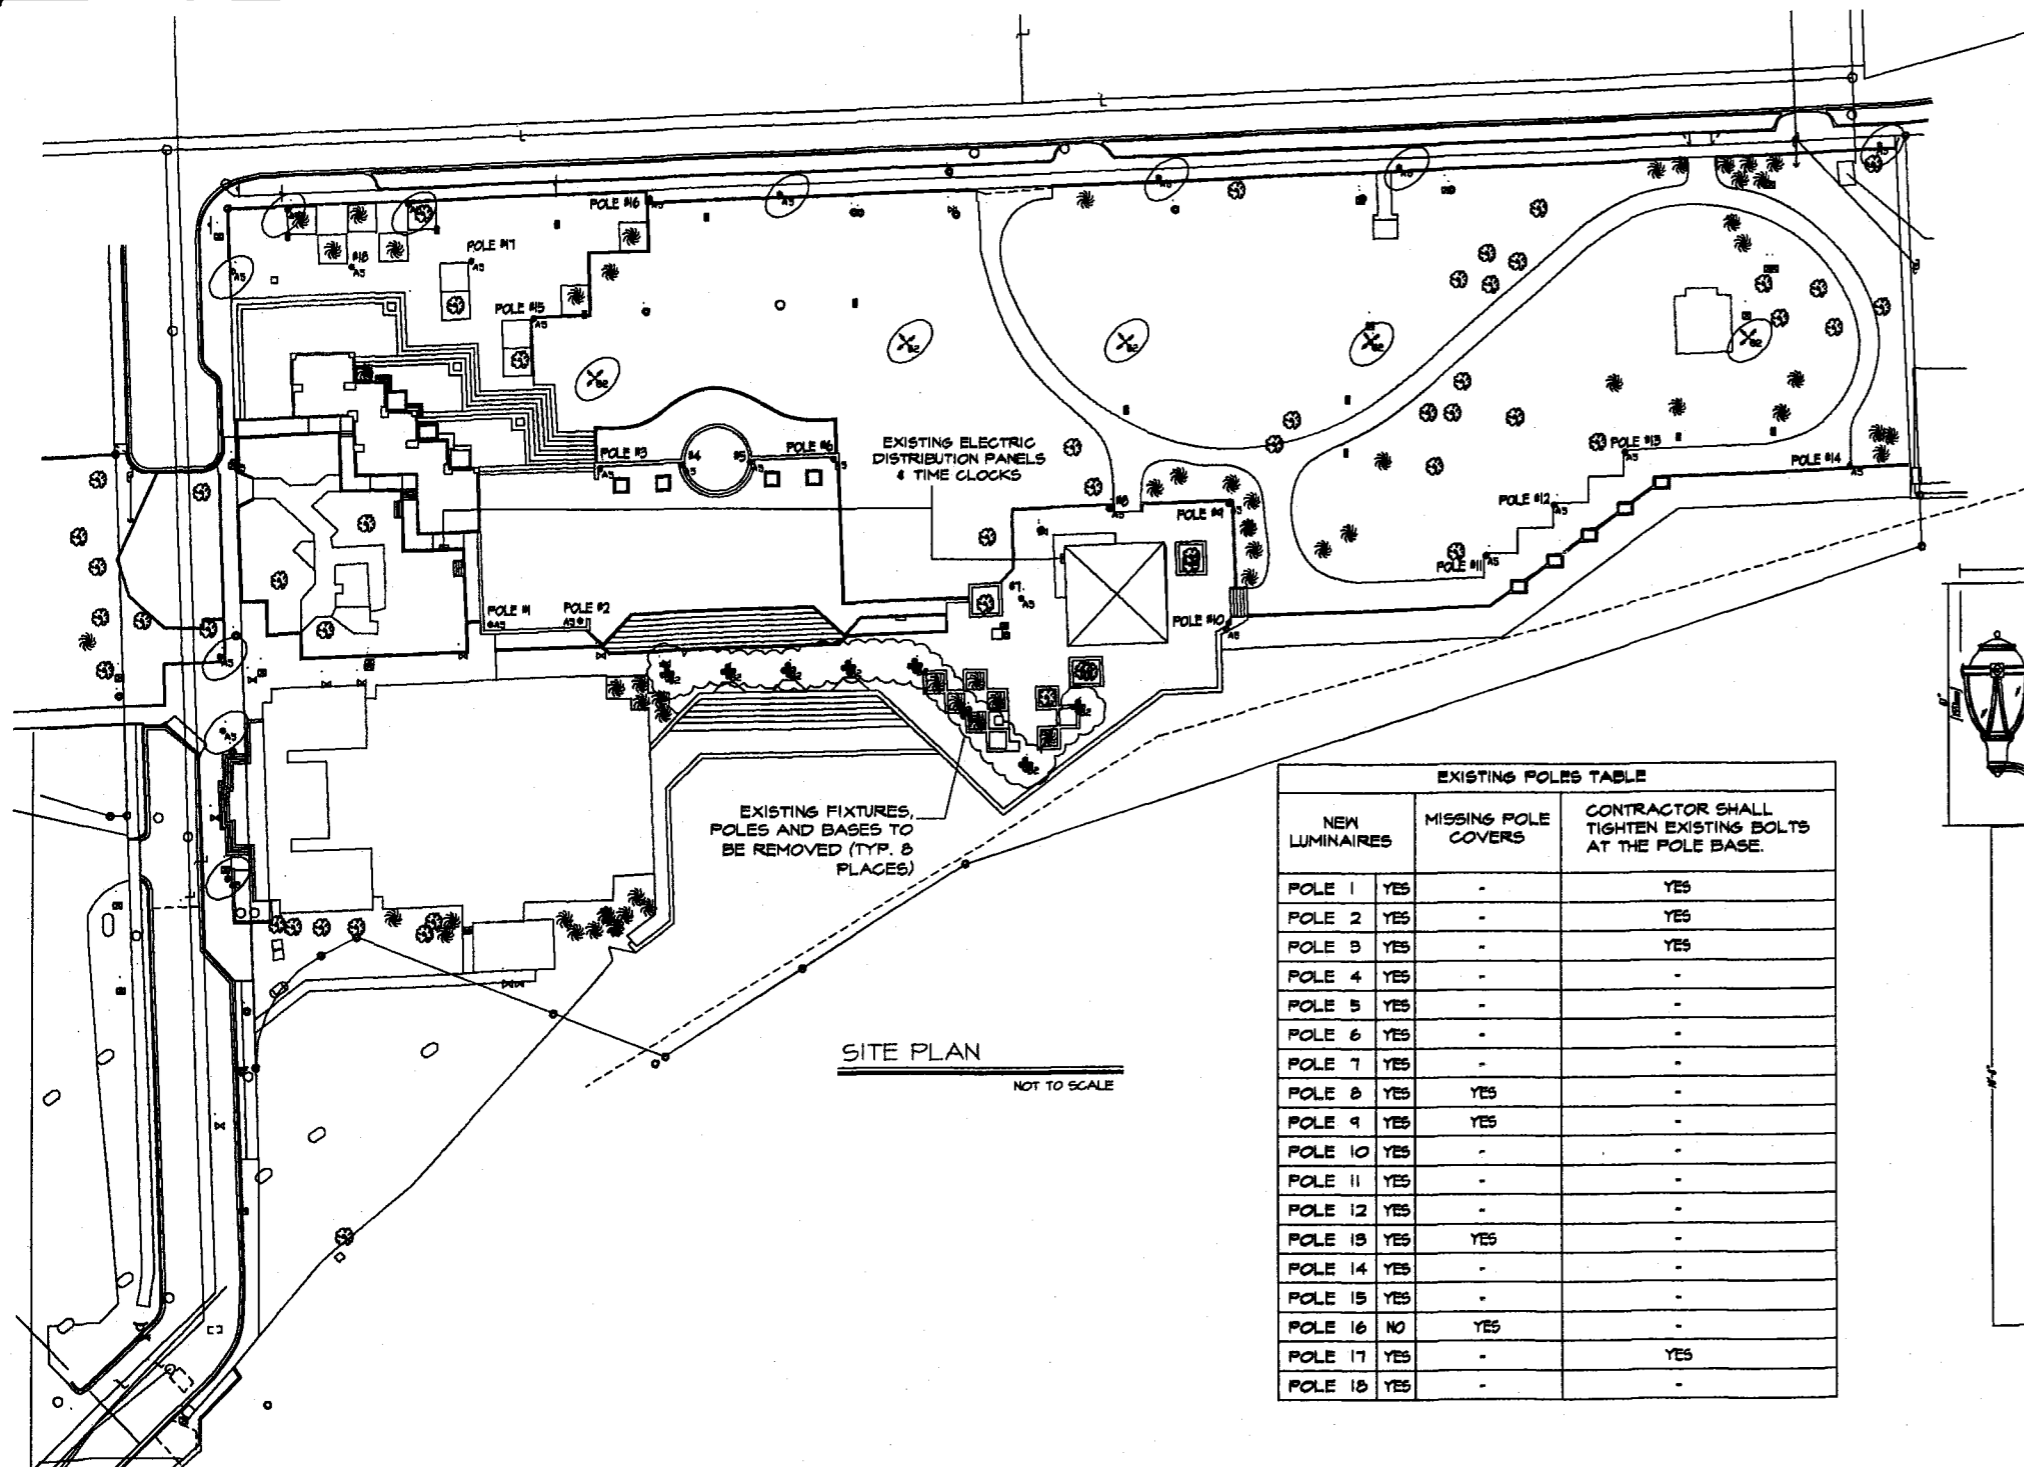 POLE #16
POLE #17
#18
A3
POLE #15
A3
B2
POLE #3
#4
#5
POLE #6
EXISTING ELECTRIC
DISTRIBUTION PANELS
& TIME CLOCKS
#8
POLE #9
POLE #13
POLE #14
POLE #12
POLE #11
POLE #1
POLE #2
#7
POLE #10
EXISTING FIXTURES,
POLES AND BASES TO
BE REMOVED (TYP. 8
PLACES)
SITE PLAN
NOT TO SCALE
EXISTING POLES TABLE
NEW LUMINAIRES MISSING POLE COVERS CONTRACTOR SHALL TIGHTEN EXISTING BOLTS AT THE POLE BASE.
POLE 1 YES - YES
POLE 2 YES - YES
POLE 3 YES - YES
POLE 4 YES - -
POLE 5 YES - -
POLE 6 YES - -
POLE 7 YES - -
POLE 8 YES YES -
POLE 9 YES YES -
POLE 10 YES - -
POLE 11 YES - -
POLE 12 YES - -
POLE 13 YES YES -
POLE 14 YES - -
POLE 15 YES - -
POLE 16 NO YES -
POLE 17 YES - YES
POLE 18 YES - -